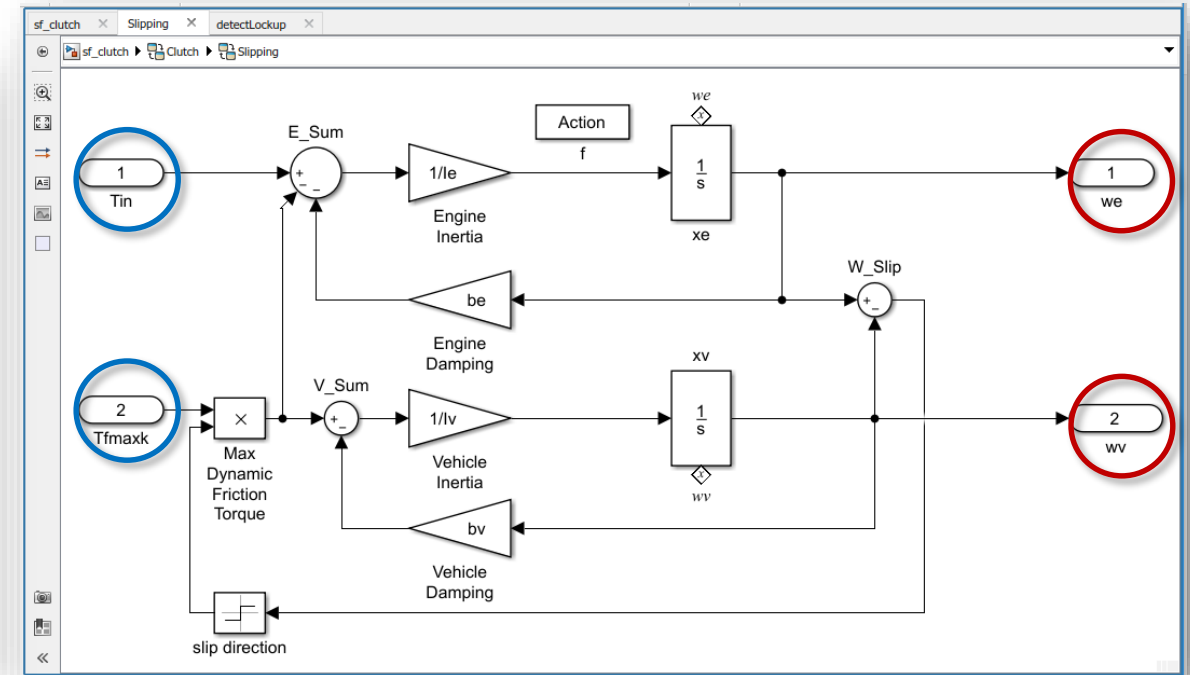 sf_clutch
Slipping
detectLockup
sf_clutch Clutch Slipping
we
x
E_Sum
Action
f
1
Tin
+
−
−
1/Ie
Engine
Inertia
1
s
xe
1
we
W_Slip
+
−
be
Engine
Damping
xv
V_Sum
2
Tfmaxk
×
Max
Dynamic
Friction
Torque
+
−
1/Iv
Vehicle
Inertia
1
s
x
wv
2
wv
bv
Vehicle
Damping
slip direction
A